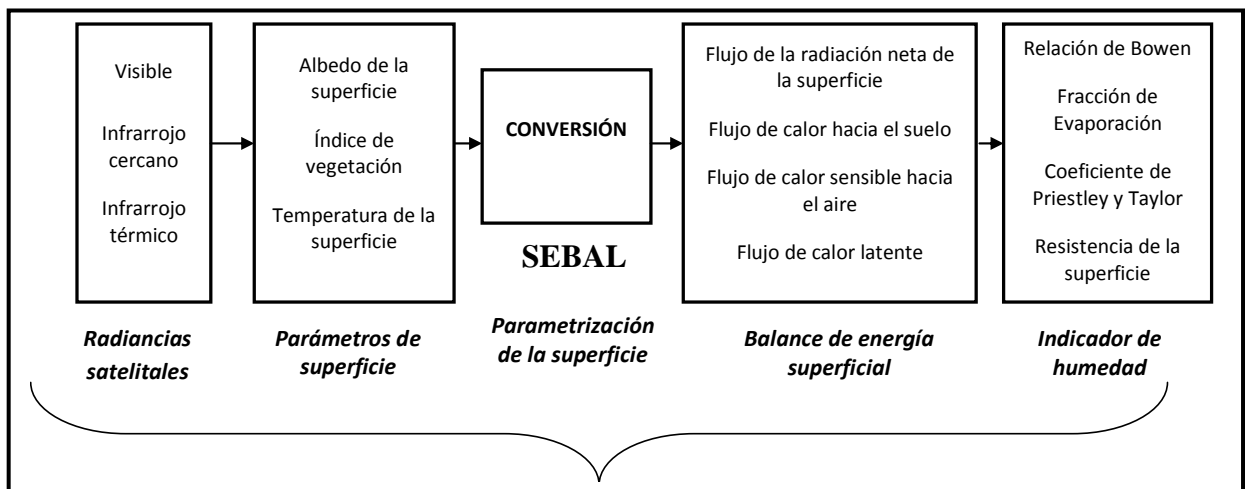 Visible
Infrarrojo
cercano
Infrarrojo
térmico
Radiancias
satelitales
Albedo de la
superficie
Índice de
vegetación
Temperatura de la
superficie
Parámetros de
superficie
CONVERSIÓN
SEBAL
Parametrización
de la superficie
Flujo de la radiación neta de
la superficie
Flujo de calor hacia el suelo
Flujo de calor sensible hacia
el aire
Flujo de calor latente
Balance de energía
superficial
Relación de Bowen
Fracción de
Evaporación
Coeficiente de
Priestley y Taylor
Resistencia de la
superficie
Indicador de
humedad